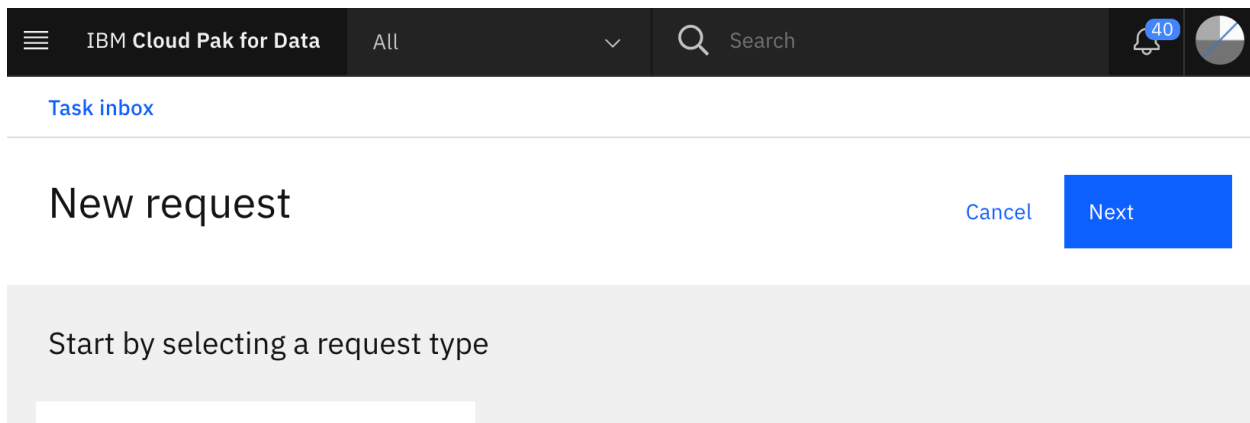 IBM Cloud Pak for Data All Search 40
Task inbox
New request Cancel Next
Start by selecting a request type